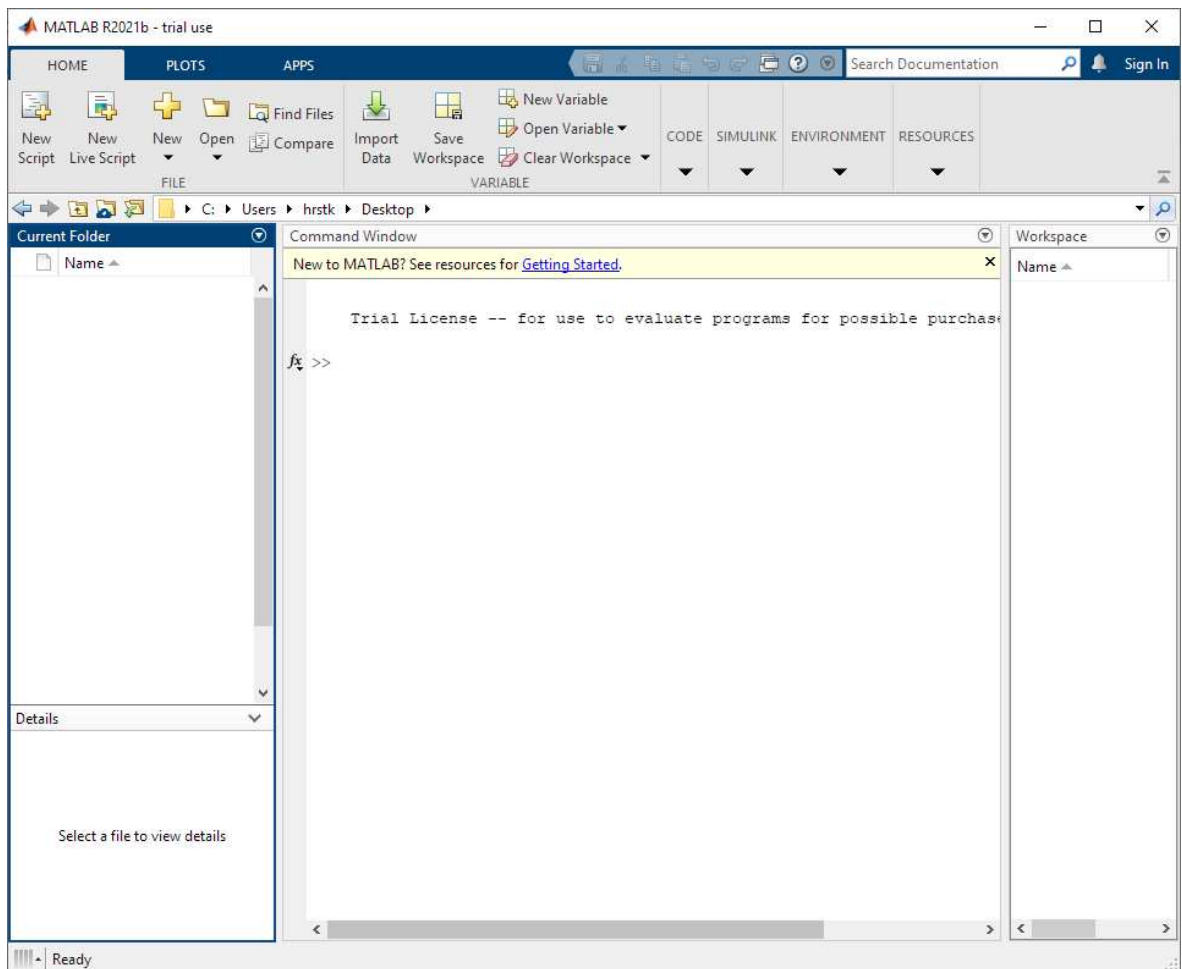 MATLAB R2021b - trial use
HOME PLOTS APPS Search Documentation Sign In
New Script
New Live Script
New
Open
Find Files
Compare
FILE
Import Data
Save Workspace
New Variable
Open Variable
Clear Workspace
VARIABLE
CODE SIMULINK ENVIRONMENT RESOURCES
C: Users hrstk Desktop
Current Folder
Name
Command Window
New to MATLAB? See resources for Getting Started.
Trial License -- for use to evaluate programs for possible purchase
fx >>
Workspace
Name
Details
Select a file to view details
Ready